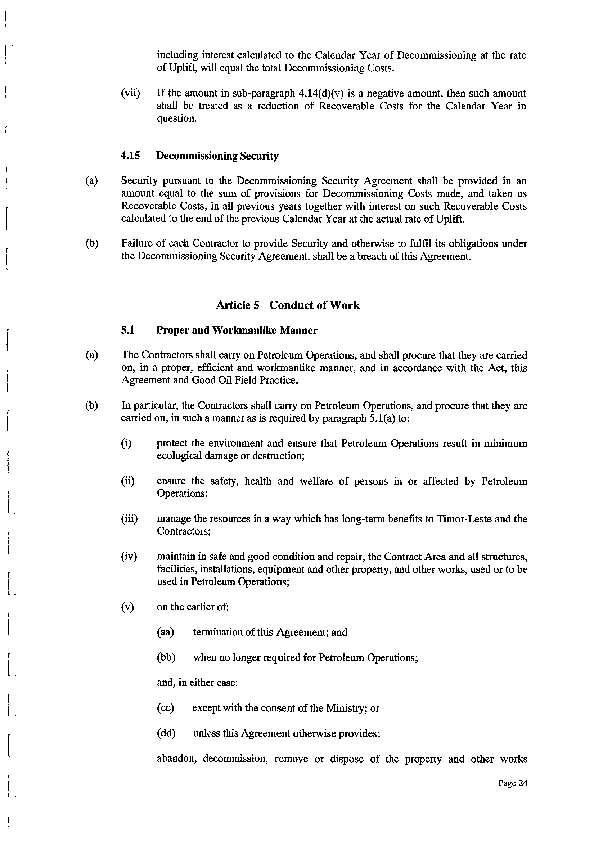 including interest calculated to the Calendar Year of Decommissioning at the rate
of Uplift, will equal the total Decommissioning Costs.
(vii) If the amount in sub-paragraph 4.14(d)(v) is a negative amount, then such amount
shall be treated as a reduction of Recoverable Costs for the Calendar Year in
question.
4.15 Decommissioning Security
(a) Security pursuant to the Decommissioning Security Agreement shall be provided in an
amount equal to the sum of provisions for Decommissioning Costs made, and taken as
Recoverable Costs, in all previous years together with interest on such Recoverable Costs
calculated to the end of the previous Calendar Year at the actual rate of Uplift.
(b) Failure of each Contractor to provide Security and otherwise to fulfil its obligations under
the Decommissioning Security Agreement, shall be a breach of this Agreement.
Article 5 Conduct of Work
5.1 Proper and Workmanlike Manner
(a) The Contractors shall carry on Petroleum Operations, and shall procure that they are carried
on, in a proper, efficient and workmanlike manner, and in accordance with the Act, this
Agreement and Good Oil Field Practice.
(b) In particular, the Contractors shall carry on Petroleum Operations, and procure that they are
carried on, in such a manner as is required by paragraph 5.1(a) to:
(i) protect the environment and ensure that Petroleum Operations result in minimum
ecological damage or destruction;
(ii) ensure the safety, health and welfare of persons in or affected by Petroleum
Operations;
(iii) manage the resources in a way which has long-term benefits to Timor-Leste and the
Contractors;
(iv) maintain in safe and good condition and repair, the Contract Area and all structures,
facilities, installations, equipment and other property, and other works, used or to be
used in Petroleum Operations;
(v) on the earlier of:
(aa) termination of this Agreement; and
(bb) when no longer required for Petroleum Operations;
and, in either case:
(cc) except with the consent of the Ministry; or
(dd) unless this Agreement otherwise provides;
abandon, decommission, remove or dispose of the property and other works
Page 34